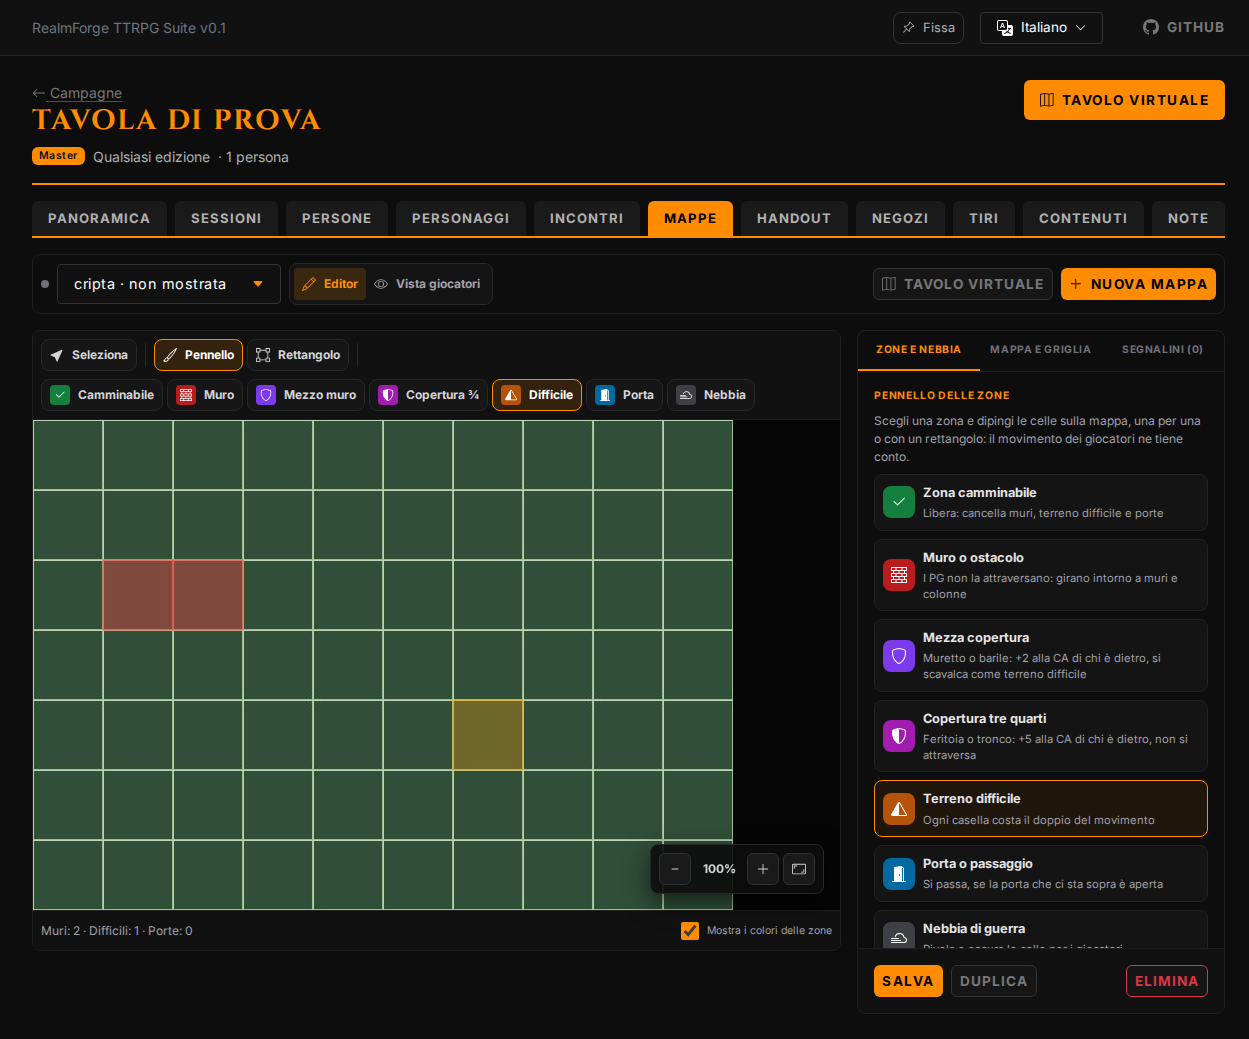 RealmForge TTRPG Suite v0.1
Fissa
Italiano
GITHUB
← Campagne
TAVOLA DI PROVA
TAVOLO VIRTUALE
Master Qualsiasi edizione · 1 persona
PANORAMICA SESSIONI PERSONE PERSONAGGI INCONTRI MAPPE HANDOUT NEGOZI TIRI CONTENUTI NOTE
cripta · non mostrata
Editor
Vista giocatori
TAVOLO VIRTUALE
+ NUOVA MAPPA
Seleziona
Pennello
Rettangolo
Camminabile
Muro
Mezzo muro
Copertura ¾
Difficile
Porta
Nebbia
− 100% +
Muri: 2 · Difficili: 1 · Porte: 0
Mostra i colori delle zone
ZONE E NEBBIA MAPPA E GRIGLIA SEGNALINI (0)
PENNELLO DELLE ZONE
Scegli una zona e dipingi le celle sulla mappa, una per una
o con un rettangolo: il movimento dei giocatori ne tiene
conto.
Zona camminabile
Libera: cancella muri, terreno difficile e porte
Muro o ostacolo
I PG non la attraversano: girano intorno a muri e
colonne
Mezza copertura
Muretto o barile: +2 alla CA di chi è dietro, si
scavalca come terreno difficile
Copertura tre quarti
Feritoia o tronco: +5 alla CA di chi è dietro, non si
attraversa
Terreno difficile
Ogni casella costa il doppio del movimento
Porta o passaggio
Si passa, se la porta che ci sta sopra è aperta
Nebbia di guerra
SALVA
DUPLICA
ELIMINA